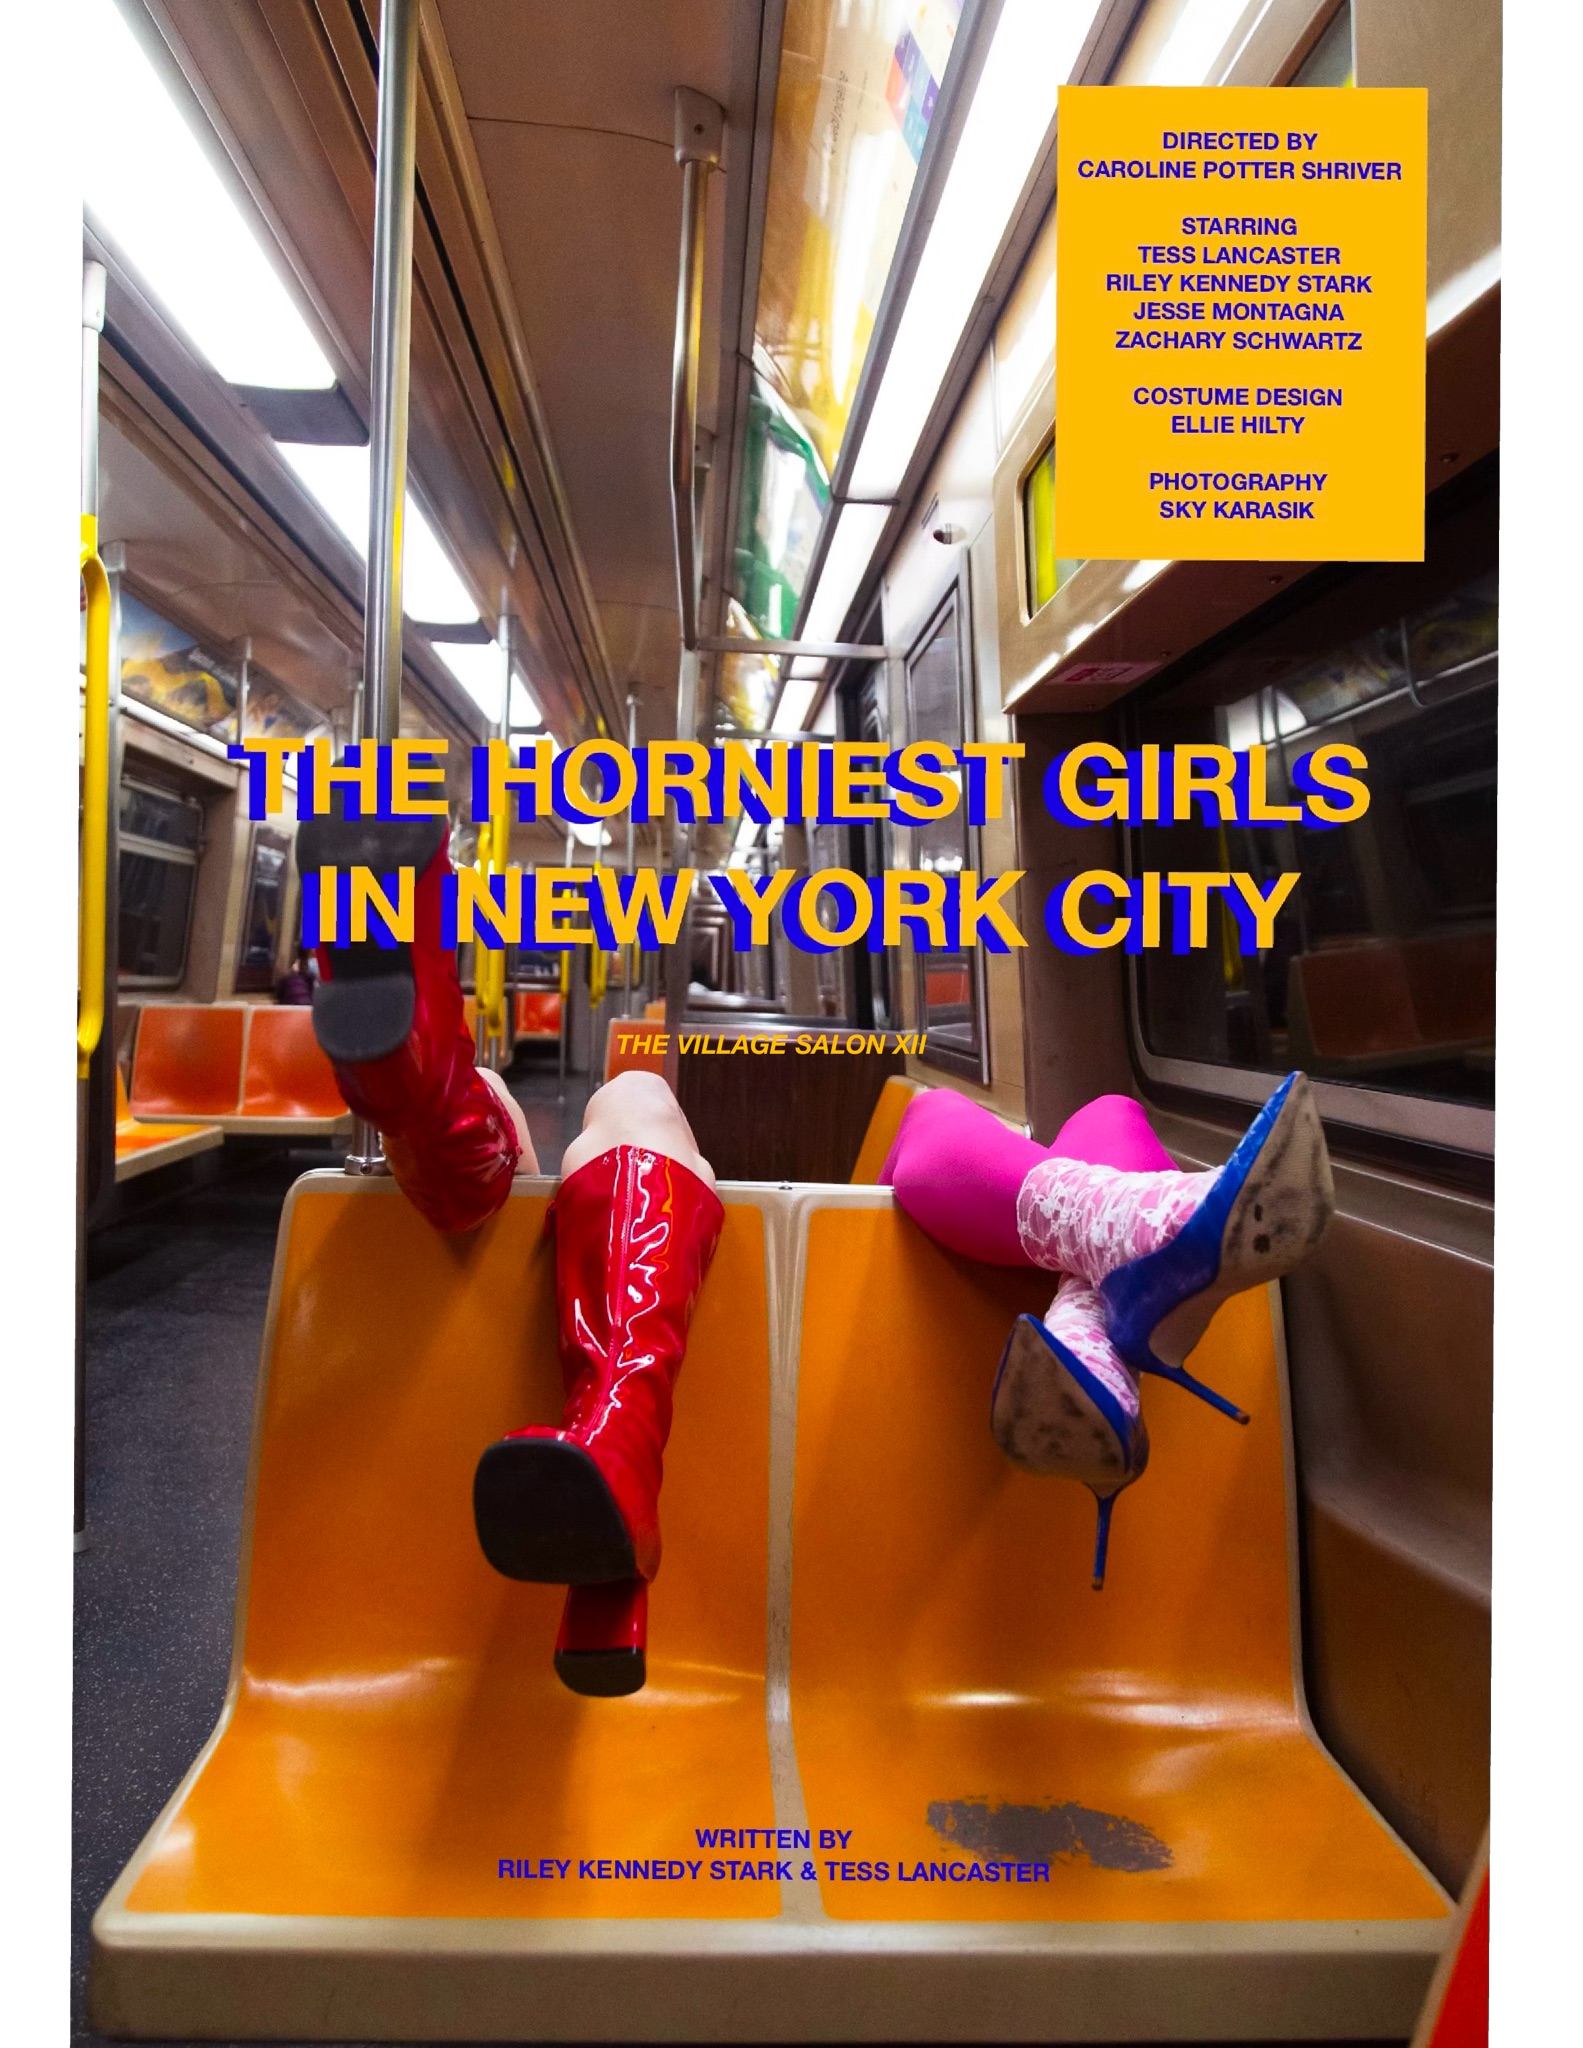 DIRECTED BY
CAROLINE POTTER SHRIVER
STARRING
TESS LANCASTER
RILEY KENNEDY STARK
JESSE MONTAGNA
ZACHARY SCHWARTZ
COSTUME DESIGN
ELLIE HILTY
PHOTOGRAPHY
SKY KARASIK
THE HORNIEST GIRLS
IN NEW YORK CITY
THE VILLAGE SALON XII
WRITTEN BY
RILEY KENNEDY STARK & TESS LANCASTER